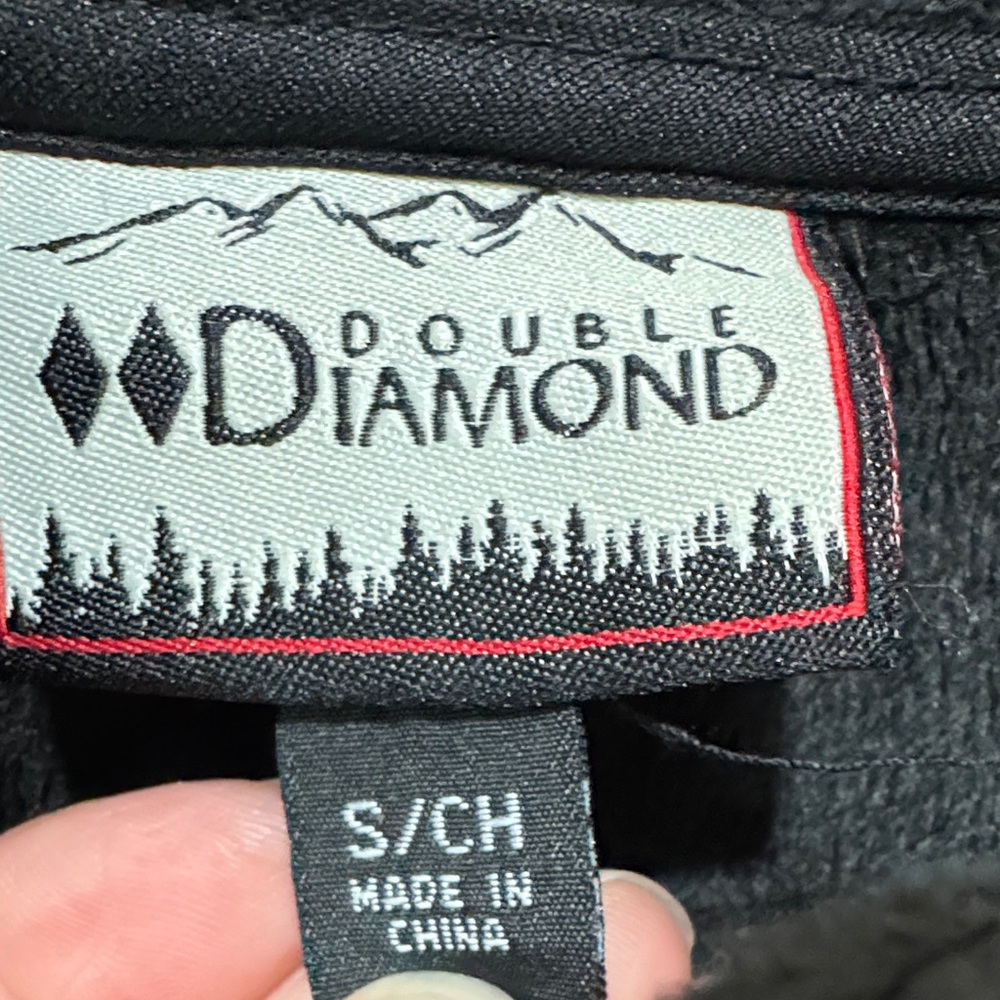 DOUBLE
DIAMOND
S/CH
MADE IN
CHINA